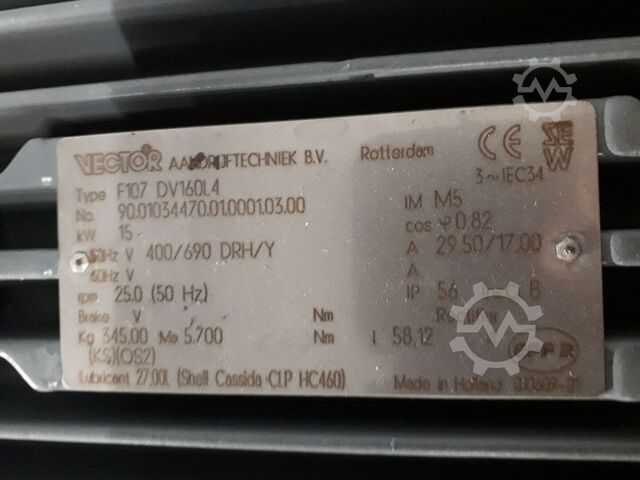 VECTOR AANDRIJFTECHNIEK B.V. Rotterdam CE SEW
3~IEC34
Type F107 DV160L4
No. 90.01034470.01.0001.03.00 IM M5
kW 15 cos φ 0.82
50Hz V 400/690 DRH/Y A 29.50/17.00
60Hz V A
rpm 25.0 (50 Hz) IP 56 B
Brake V Nm
Kg 345.00 Ma 5.700 Nm i 58.12
(KS)(OS2)
Lubricant 27.00L (Shell Cassida CLP HC460) Made in Holland